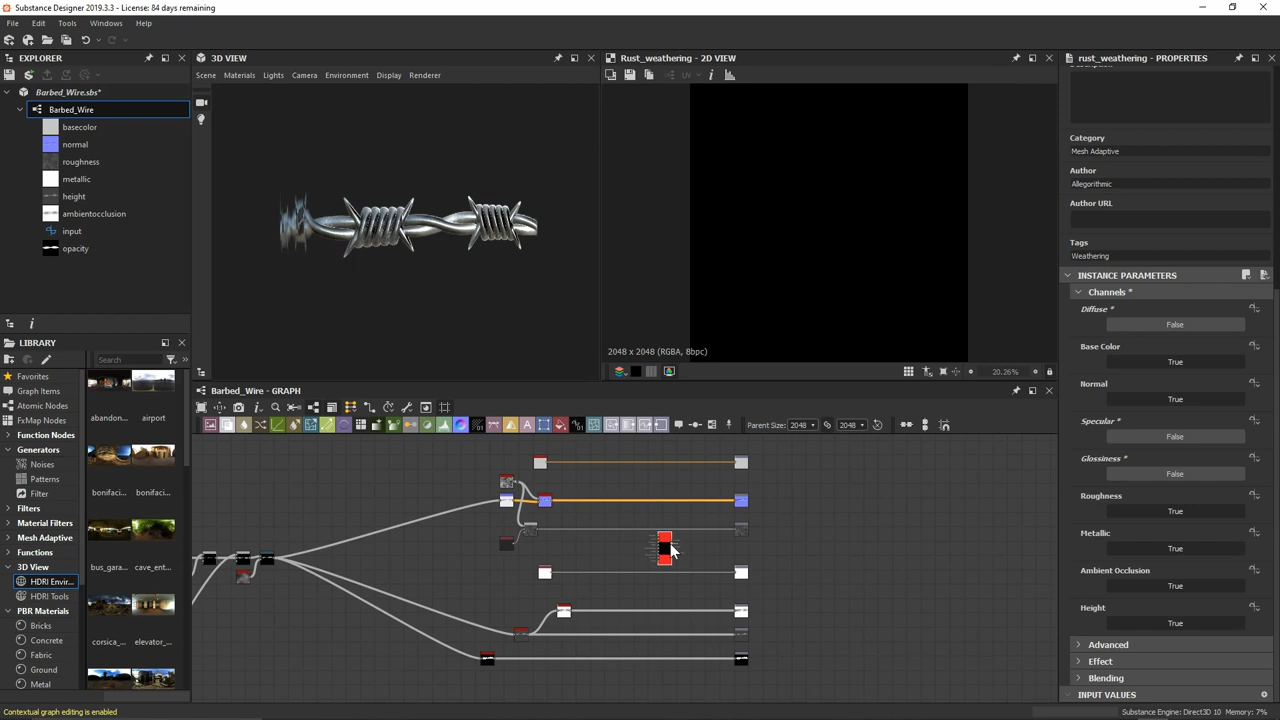 Substance Designer 2019.3.3 - License: 84 days remaining
File Edit Tools Windows Help
EXPLORER
Barbed_Wire.sbs*
Barbed_Wire
basecolor
normal
roughness
metallic
height
ambientocclusion
input
opacity
LIBRARY
Search
Favorites
Graph Items
Atomic Nodes
FxMap Nodes
Function Nodes
Generators
Noises
Patterns
Filter
Filters
Material Filters
Mesh Adaptive
Functions
3D View
HDRI Envir...
HDRI Tools
PBR Materials
Bricks
Concrete
Fabric
Ground
Metal
abandon...
airport
bonifaci...
bonifaci...
bus_gara...
cave_ent...
corsica_...
elevator_...
3D VIEW
Scene Materials Lights Camera Environment Display Renderer
Rust_weathering - 2D VIEW
UV
2048 x 2048 (RGBA, 8bpc)
20.26%
Barbed_Wire - GRAPH
Parent Size: 2048 2048
rust_weathering - PROPERTIES
Category
Mesh Adaptive
Author
Allegorithmic
Author URL
Tags
Weathering
INSTANCE PARAMETERS
Channels *
Diffuse *
False
Base Color
True
Normal
True
Specular *
False
Glossiness *
False
Roughness
True
Metallic
True
Ambient Occlusion
True
Height
True
Advanced
Effect
Blending
INPUT VALUES
Contextual graph editing is enabled
Substance Engine: Direct3D 10 Memory: 7%